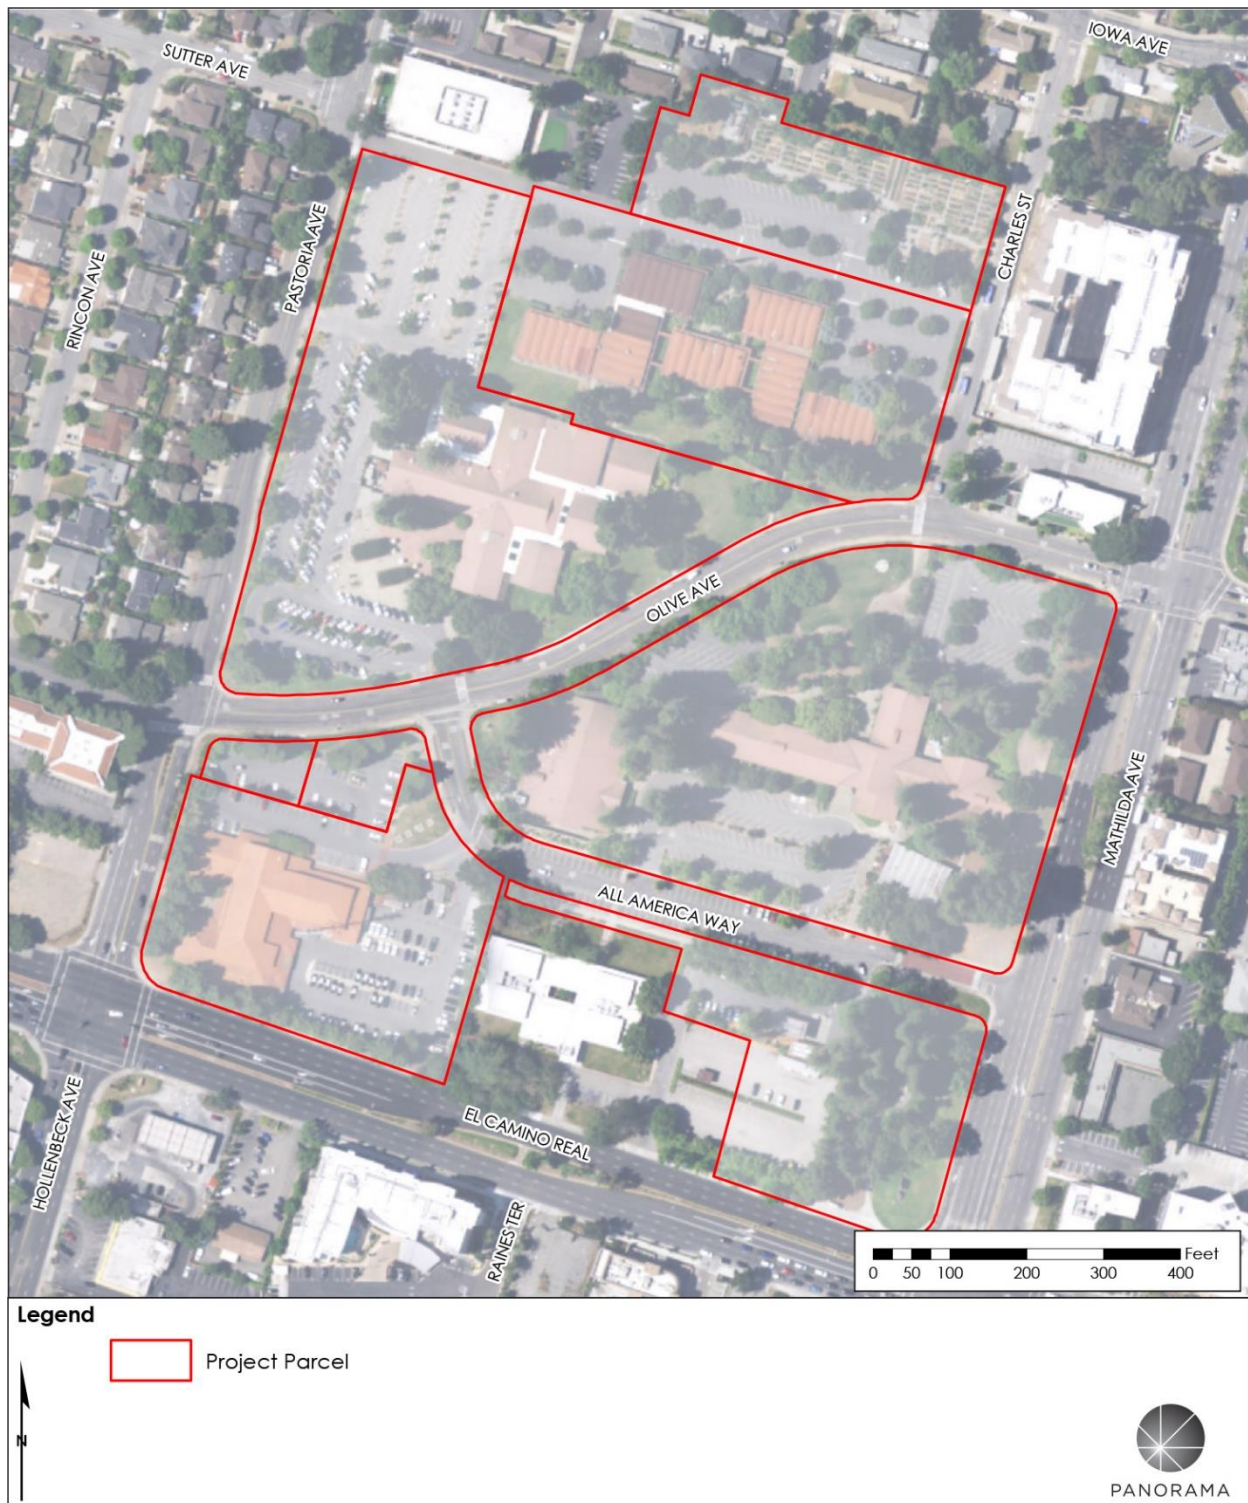 IOWA AVE
SUTTER AVE
CHARLES ST
PASTORIA AVE
RINCON AVE
OLIVE AVE
MATHILDA AVE
ALL AMERICA WAY
EL CAMINO REAL
HOLLENBECK AVE
RAINES TER
Feet
0 50 100 200 300 400
Legend
Project Parcel
N
PANORAMA